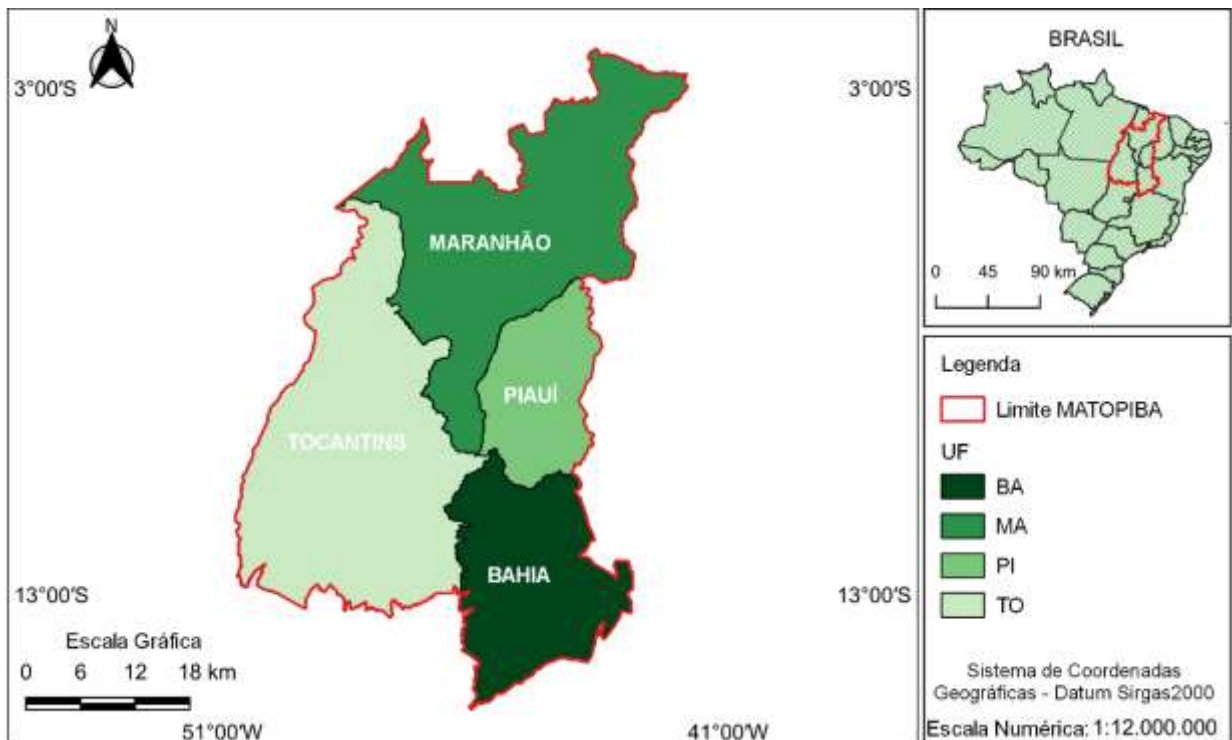 N
3°00'S
3°00'S
MARANHÃO
PIAUÍ
TOCANTINS
BAHIA
13°00'S
13°00'S
Escala Gráfica
0 6 12 18 km
51°00'W
41°00'W
BRASIL
0 45 90 km
Legenda
Limite MATOPIBA
UF
BA
MA
PI
TO
Sistema de Coordenadas
Geográficas - Datum Sirgas2000
Escala Numérica: 1:12.000.000